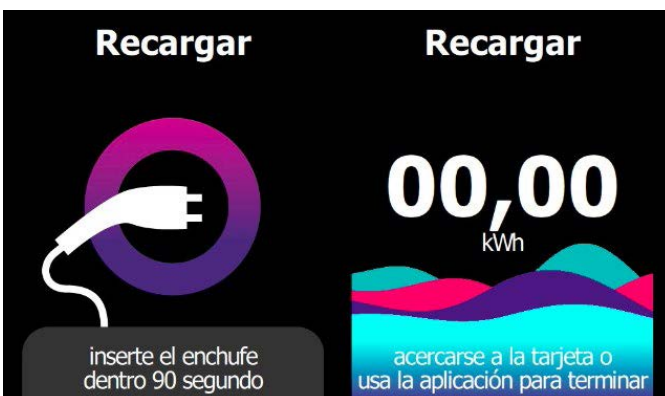 Recargar
inserte el enchufe
dentro 90 segundo
Recargar
00,00
kWh
acercarse a la tarjeta o
usa la aplicación para terminar